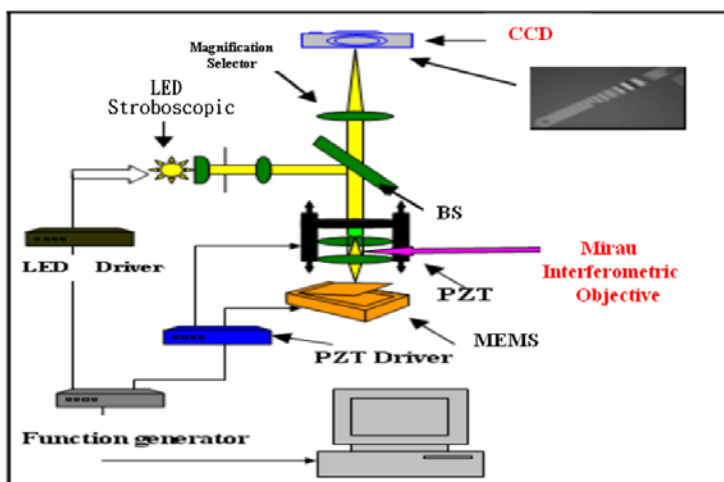 CCD
Magnification
Selector
LED
Stroboscopic
BS
Mirau
Interferometric
Objective
LED Driver
PZT
MEMS
PZT Driver
Function generator